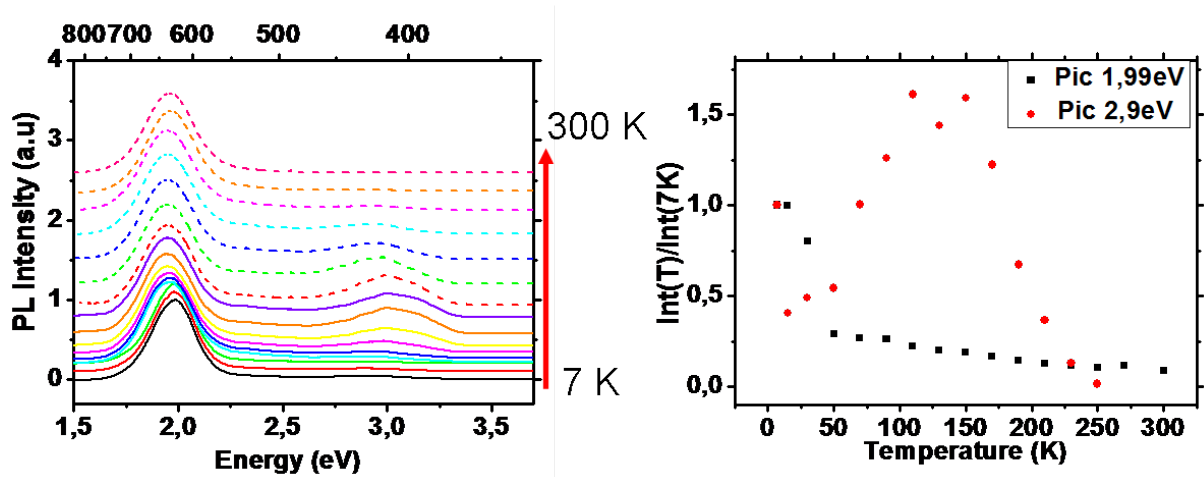 800 700 600 500 400
4
3
2
1
0
PL Intensity (a.u)
1,5 2,0 2,5 3,0 3,5
Energy (eV)
300 K
7 K
Pic 1,99eV
Pic 2,9eV
1,5
1,0
0,5
0,0
Int(T)/Int(7K)
0 50 100 150 200 250 300
Temperature (K)